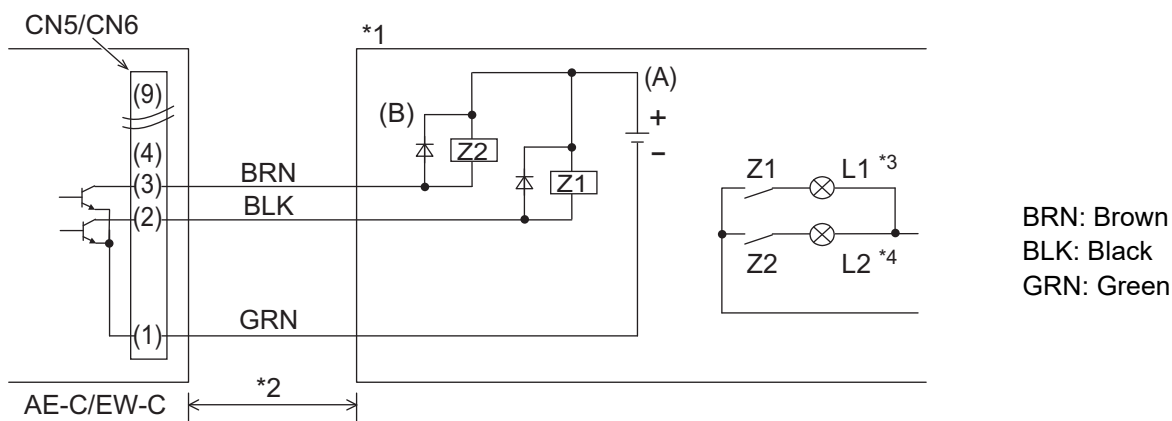 CN5/CN6
*1
(9)
(4)
(3)
(2)
(1)
BRN
BLK
GRN
(B)
(A)
+
–
Z2
Z1
Z1
L1 *3
Z2
L2 *4
BRN: Brown
BLK: Black
GRN: Green
AE-C/EW-C
*2